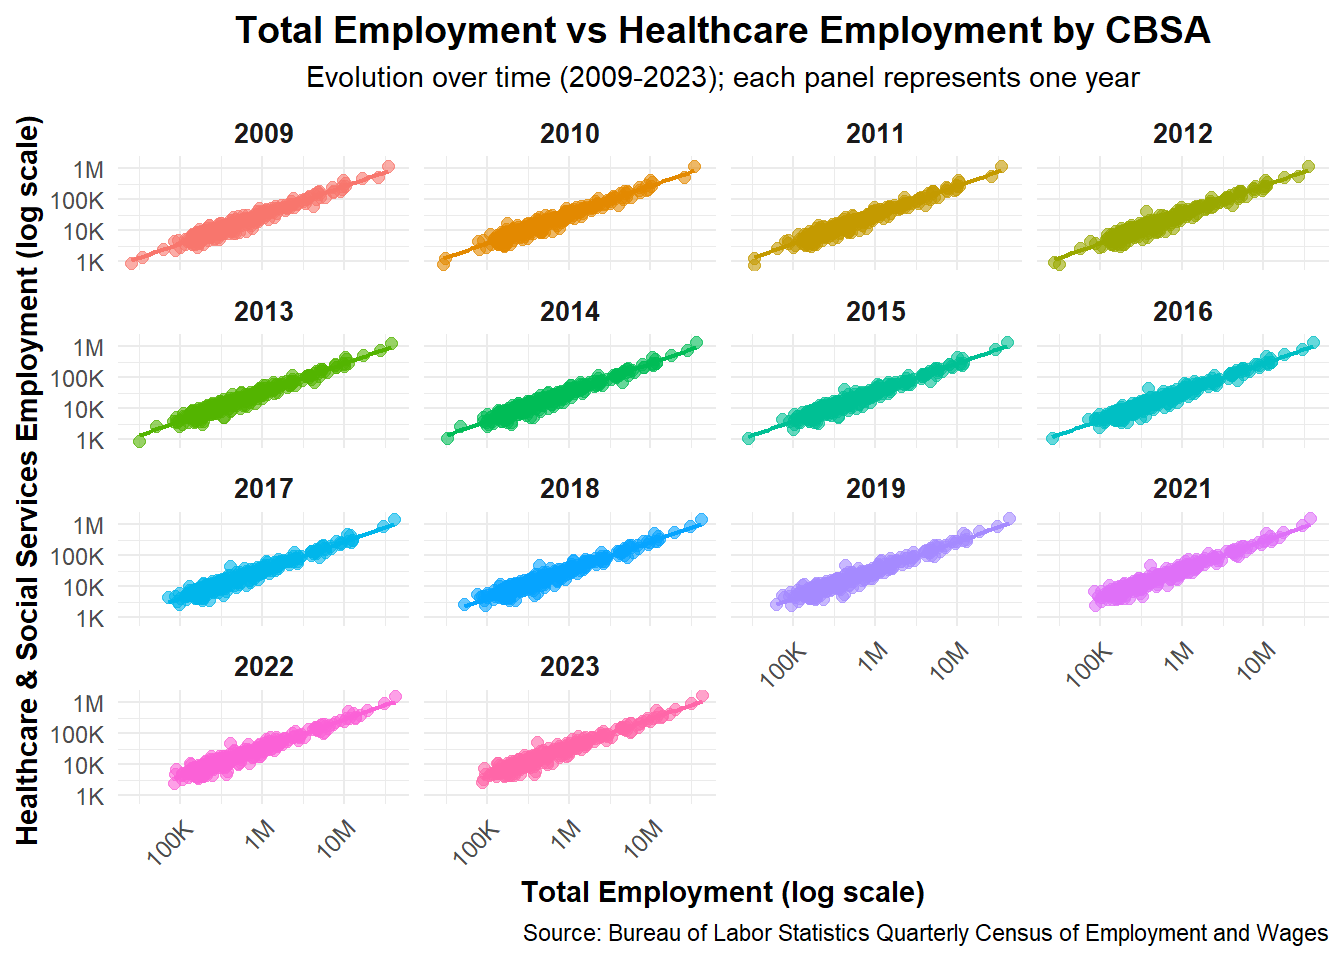 Total Employment vs Healthcare Employment by CBSA
Evolution over time (2009-2023); each panel represents one year
Healthcare & Social Services Employment (log scale)
2009 2010 2011 2012
1M
100K
10K
1K
2013 2014 2015 2016
1M
100K
10K
1K
2017 2018 2019 2021
1M
100K
10K
1K
100K 1M 10M 100K 1M 10M
2022 2023
1M
100K
10K
1K
100K 1M 10M 100K 1M 10M
Total Employment (log scale)
Source: Bureau of Labor Statistics Quarterly Census of Employment and Wages